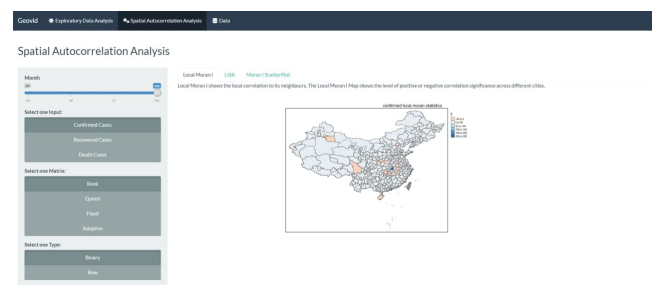 Geovid
Exploratory Data Analysis
Spatial Autocorrelation Analysis
Data
Spatial Autocorrelation Analysis
Month
Select one Input:
Confirmed Cases
Recovered Cases
Death Cases
Select one Matrix:
Rook
Queen
Fixed
Adaptive
Select one Type:
Binary
Row
Local Moran I
LISA
Moran I ScatterPlot
Local Moran I shows the local correlation to its neighbours. The Local Moran I Map shows the level of positive or negative correlation significance across different cities.
confirmed local moran statistics